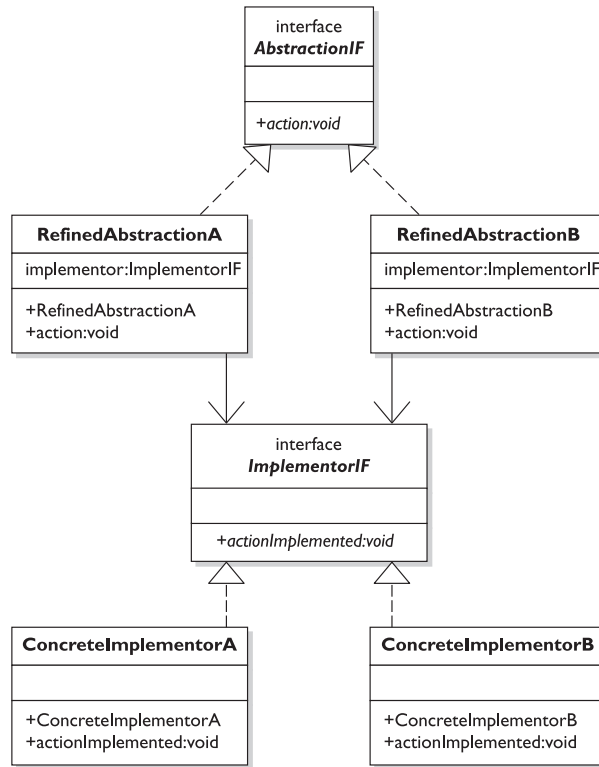 interface
AbstractionIF
+action:void
RefinedAbstractionA
implementor:ImplementorIF
+RefinedAbstractionA
+action:void
RefinedAbstractionB
implementor:ImplementorIF
+RefinedAbstractionB
+action:void
interface
ImplementorIF
+actionImplemented:void
ConcreteImplementorA
+ConcreteImplementorA
+actionImplemented:void
ConcreteImplementorB
+ConcreteImplementorB
+actionImplemented:void